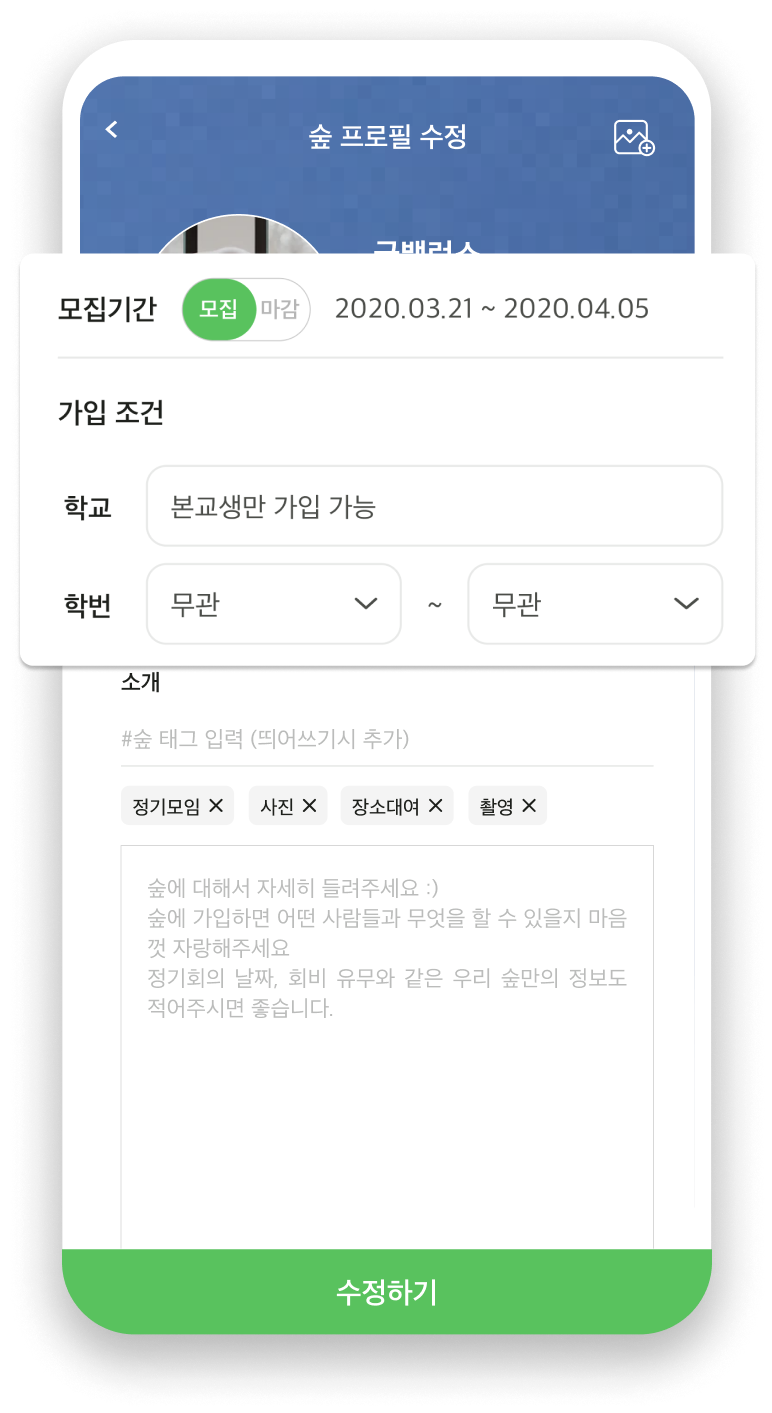 숲 프로필 수정
모집기간 모집 마감 2020.03.21 ~ 2020.04.05
가입 조건
학교 본교생만 가입 가능
학번 무관 ~ 무관
소개
#숲 태그 입력 (띄어쓰기시 추가)
정기모임 × 사진 × 장소대여 × 촬영 ×
숲에 대해서 자세히 들려주세요 :)
숲에 가입하면 어떤 사람들과 무엇을 할 수 있을지 마음
껏 자랑해주세요
정기회의 날짜, 회비 유무와 같은 우리 숲만의 정보도
적어주시면 좋습니다.
수정하기